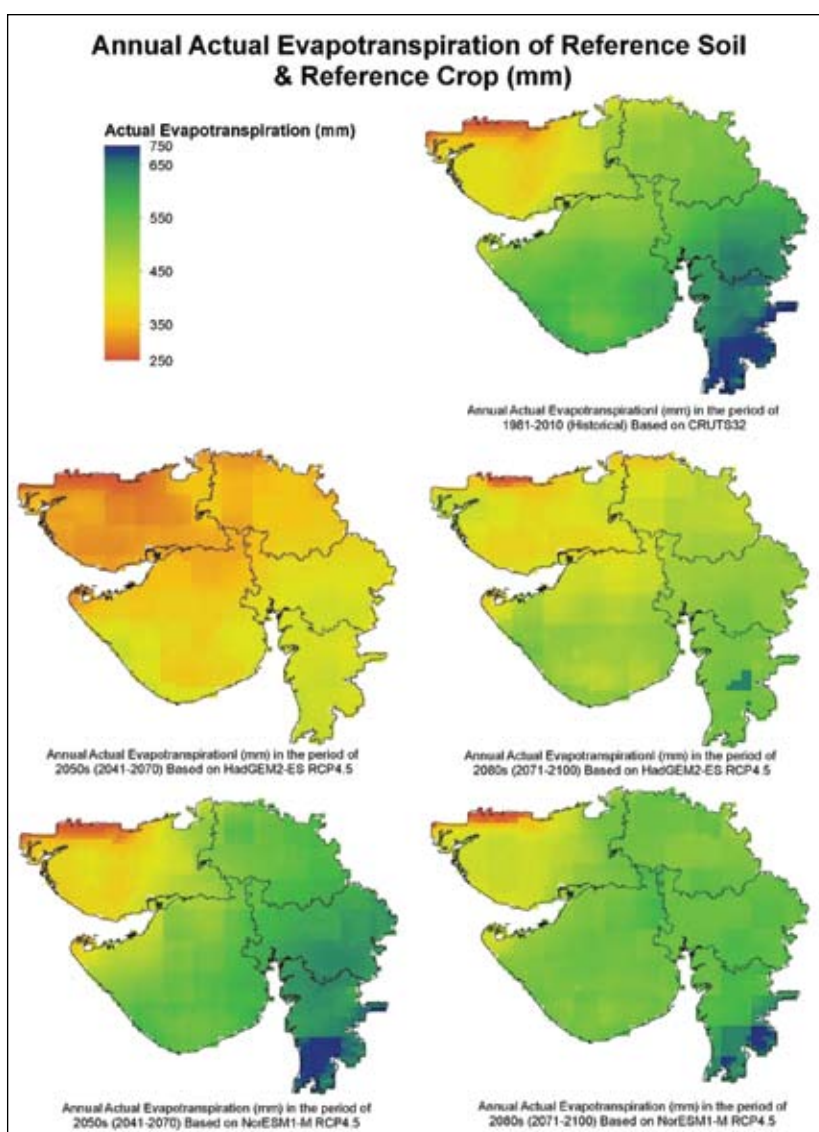 Annual Actual Evapotranspiration of Reference Soil
& Reference Crop (mm)
Actual Evapotranspiration (mm)
750
650
550
450
350
250
Annual Actual Evapotranspirationl (mm) in the period of
1981-2010 (Historical) Based on CRUTS32
Annual Actual Evapotranspirationl (mm) in the period of
2050s (2041-2070) Based on HadGEM2-ES RCP4.5
Annual Actual Evapotranspirationl (mm) in the period of
2080s (2071-2100) Based on HadGEM2-ES RCP4.5
Annual Actual Evapotranspiration (mm) in the period of
2050s (2041-2070) Based on NorESM1-M RCP4.5
Annual Actual Evapotranspiration (mm) in the period of
2080s (2071-2100) Based on NorESM1-M RCP4.5